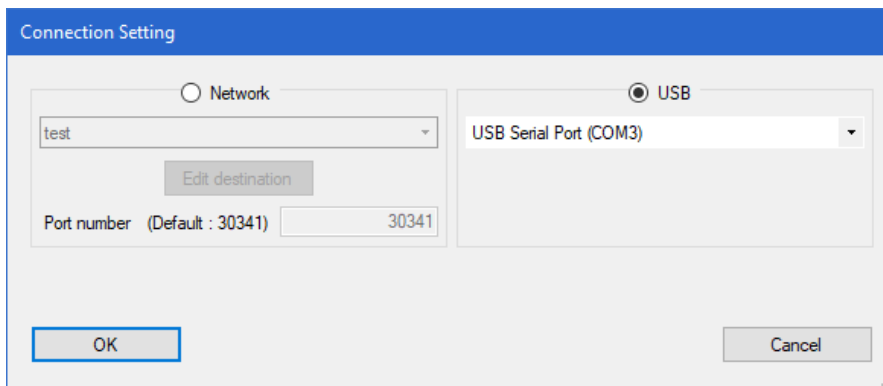 Connection Setting
Network
test
Edit destination
Port number (Default : 30341) 30341
USB
USB Serial Port (COM3)
OK Cancel